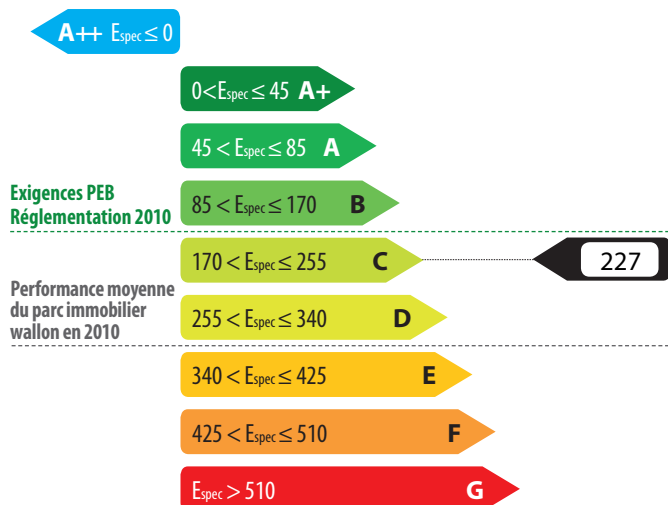 A++ Espec ≤ 0
0 < Espec ≤ 45 A+
45 < Espec ≤ 85 A
Exigences PEB
Réglementation 2010
85 < Espec ≤ 170 B
170 < Espec ≤ 255 C
227
Performance moyenne
du parc immobilier
wallon en 2010
255 < Espec ≤ 340 D
340 < Espec ≤ 425 E
425 < Espec ≤ 510 F
Espec > 510 G